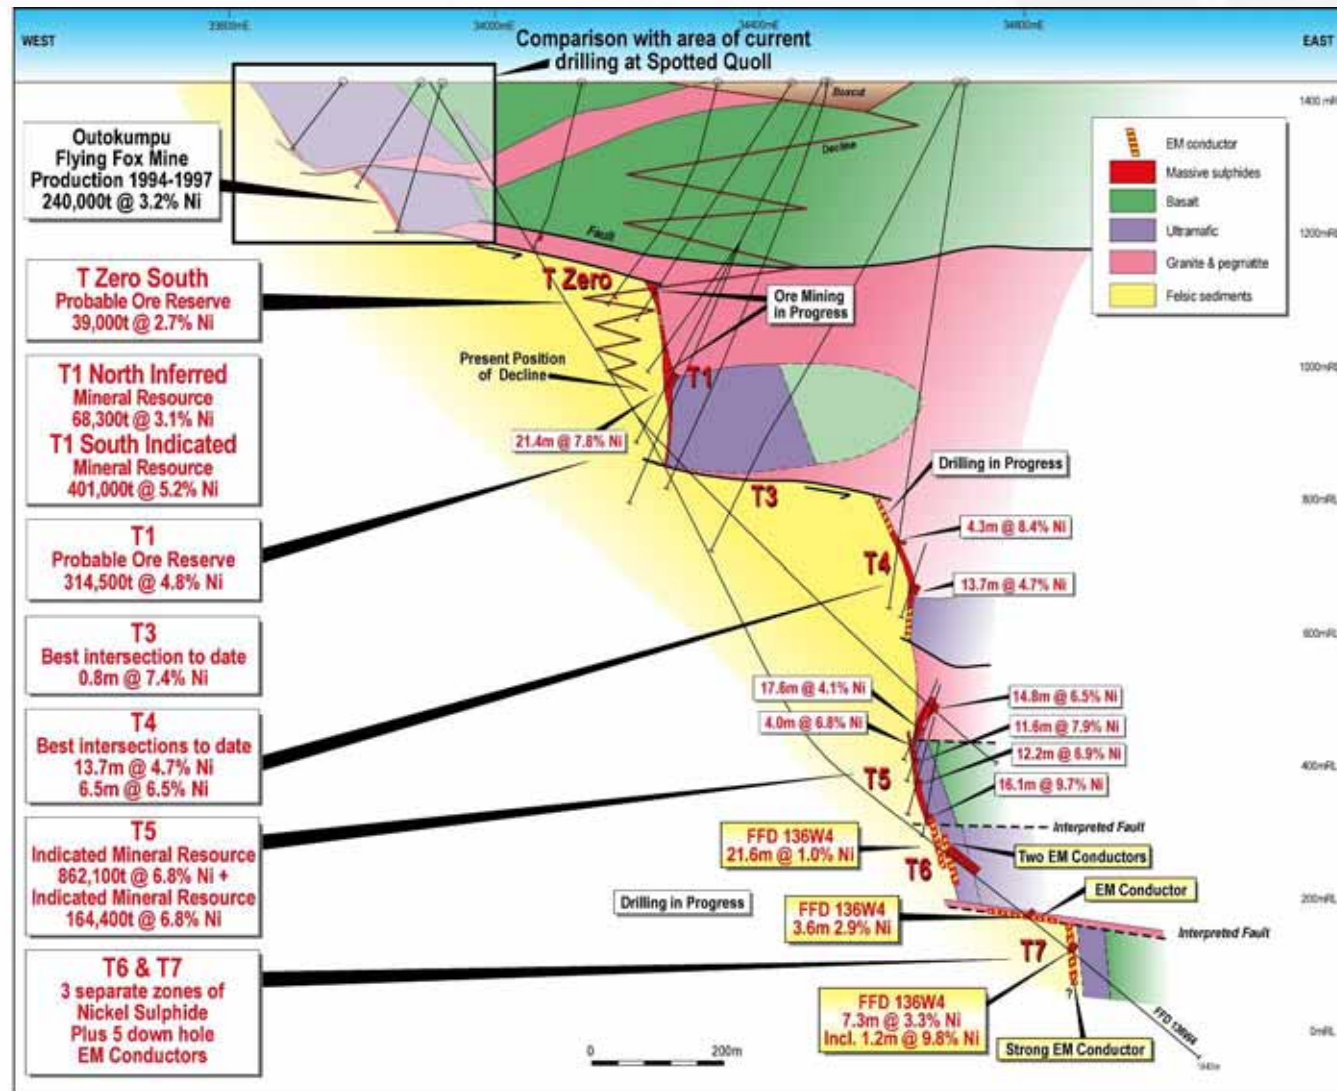 39600mE
34000mE
34400mE
34800mE
WEST
EAST
Comparison with area of current
drilling at Spotted Quoll
1400 mRL
Boxcut
Decline
Outokumpu
Flying Fox Mine
Production 1994-1997
240,000t @ 3.2% Ni
EM conductor
Massive sulphides
Basalt
Ultramafic
Granite & pegmatite
Felsic sediments
1200mRL
Fault
T Zero South
Probable Ore Reserve
39,000t @ 2.7% Ni
T Zero
Ore Mining
in Progress
Present Position
of Decline
1000mRL
T1
T1 North Inferred
Mineral Resource
68,300t @ 3.1% Ni
T1 South Indicated
Mineral Resource
401,000t @ 5.2% Ni
21.4m @ 7.8% Ni
Drilling in Progress
T3
800mRL
T1
Probable Ore Reserve
314,500t @ 4.8% Ni
4.3m @ 8.4% Ni
T4
13.7m @ 4.7% Ni
600mRL
T3
Best intersection to date
0.8m @ 7.4% Ni
17.6m @ 4.1% Ni
14.8m @ 6.5% Ni
4.0m @ 6.8% Ni
11.6m @ 7.9% Ni
T4
Best intersections to date
13.7m @ 4.7% Ni
6.5m @ 6.5% Ni
12.2m @ 6.9% Ni
400mRL
T5
16.1m @ 9.7% Ni
Interpreted Fault
T5
Indicated Mineral Resource
862,100t @ 6.8% Ni +
Indicated Mineral Resource
164,400t @ 6.8% Ni
FFD 136W4
21.6m @ 1.0% Ni
Two EM Conductors
T6
EM Conductor
Drilling in Progress
200mRL
FFD 136W4
3.6m 2.9% Ni
Interpreted Fault
T7
T6 & T7
3 separate zones of
Nickel Sulphide
Plus 5 down hole
EM Conductors
?
FFD 136W4
7.3m @ 3.3% Ni
Incl. 1.2m @ 9.8% Ni
FFD 136W4
0mRL
Strong EM Conductor
0 200m